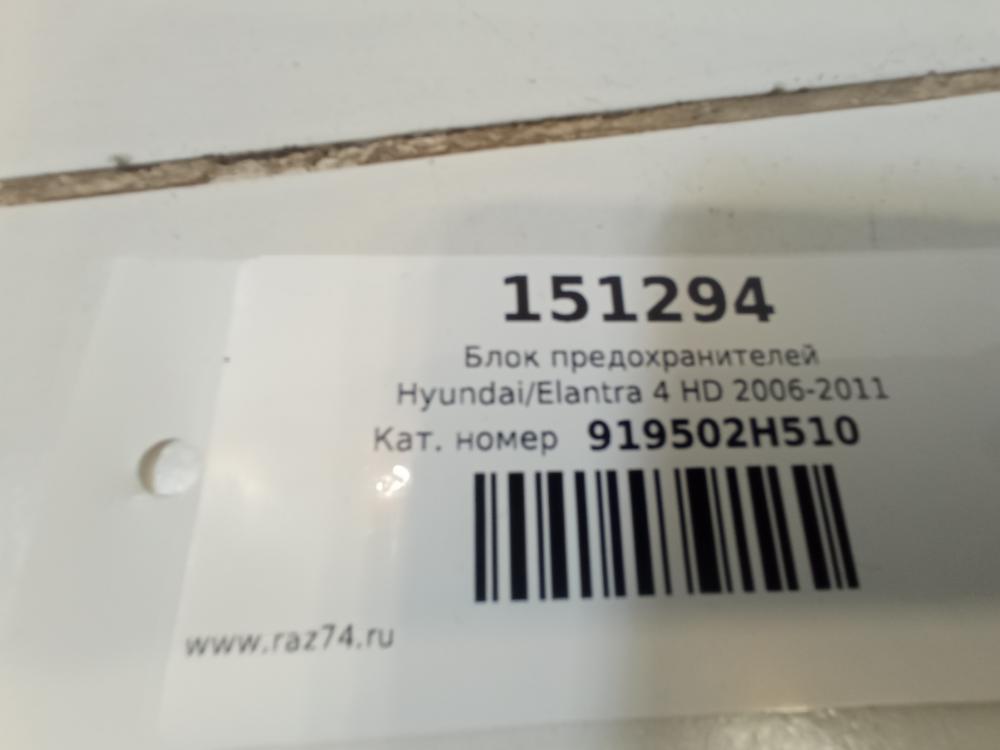 151294
Блок предохранителей
Hyundai/Elantra 4 HD 2006-2011
Кат. номер 919502H510
www.raz74.ru